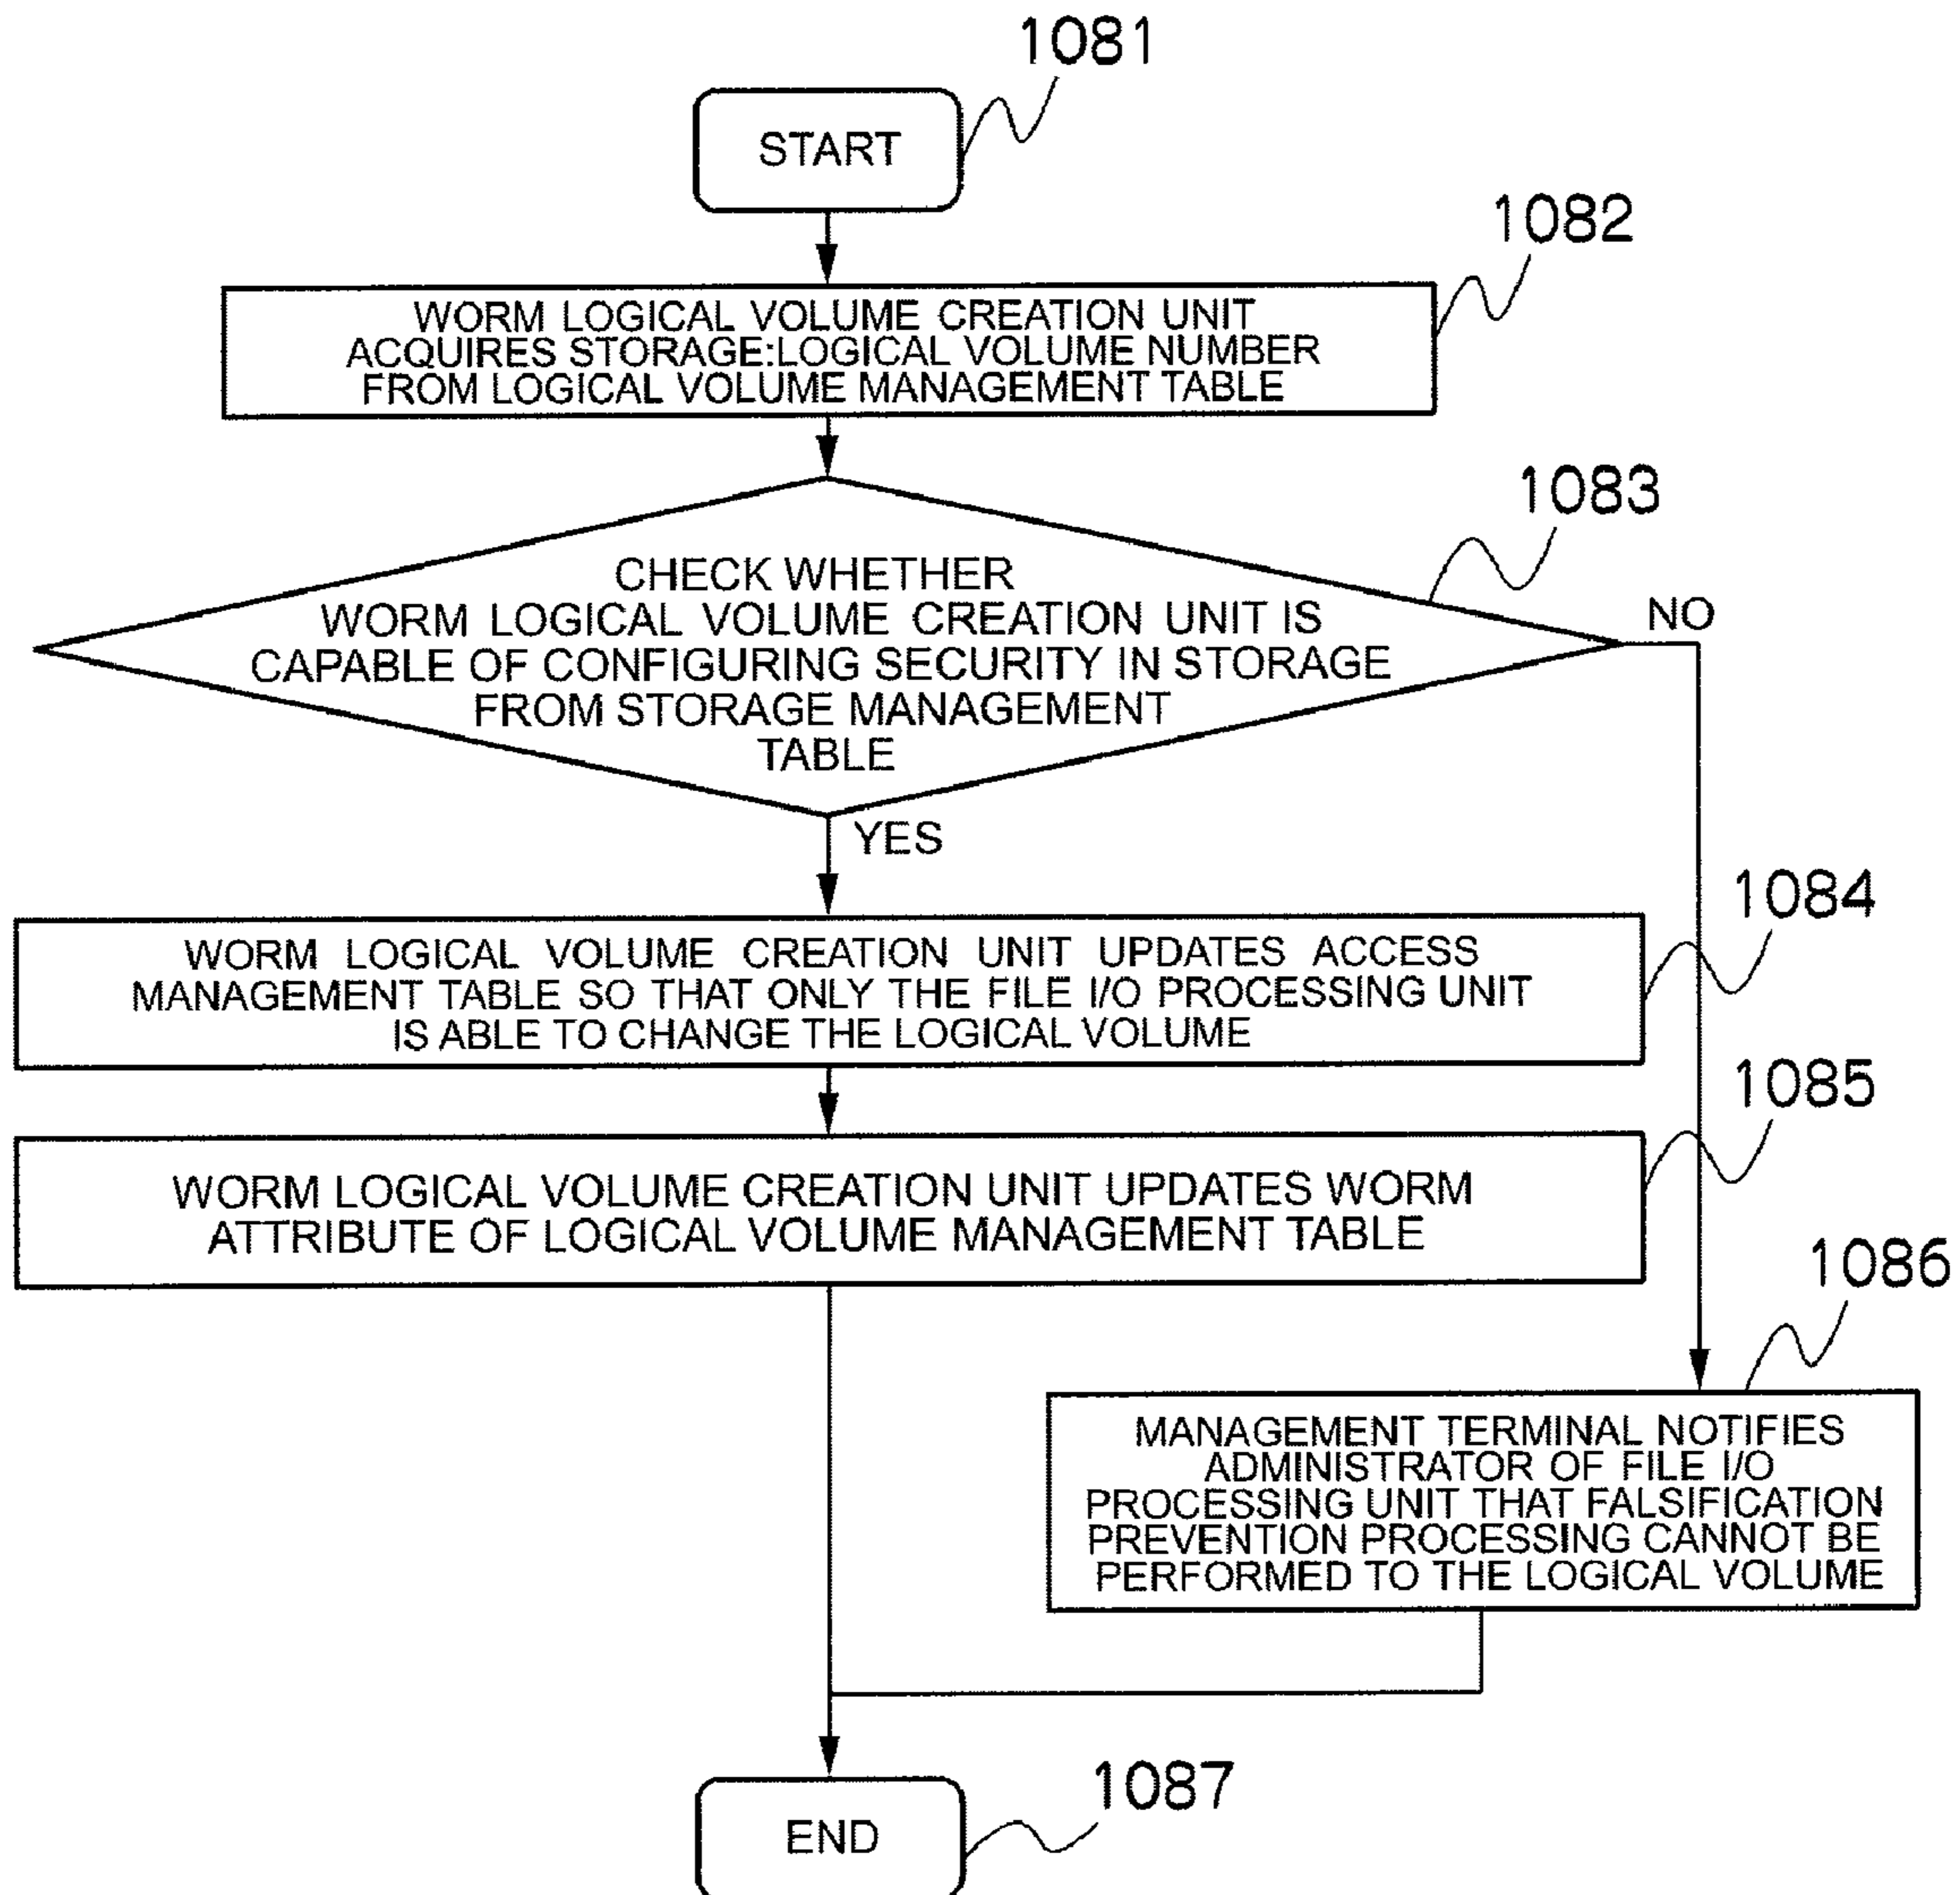 1081
START
1082
WORM LOGICAL VOLUME CREATION UNIT
ACQUIRES STORAGE:LOGICAL VOLUME NUMBER
FROM LOGICAL VOLUME MANAGEMENT TABLE
1083
CHECK WHETHER
WORM LOGICAL VOLUME CREATION UNIT IS
CAPABLE OF CONFIGURING SECURITY IN STORAGE
FROM STORAGE MANAGEMENT
TABLE
NO
YES
1084
WORM LOGICAL VOLUME CREATION UNIT UPDATES ACCESS
MANAGEMENT TABLE SO THAT ONLY THE FILE I/O PROCESSING UNIT
IS ABLE TO CHANGE THE LOGICAL VOLUME
1085
WORM LOGICAL VOLUME CREATION UNIT UPDATES WORM
ATTRIBUTE OF LOGICAL VOLUME MANAGEMENT TABLE
1086
MANAGEMENT TERMINAL NOTIFIES
ADMINISTRATOR OF FILE I/O
PROCESSING UNIT THAT FALSIFICATION
PREVENTION PROCESSING CANNOT BE
PERFORMED TO THE LOGICAL VOLUME
1087
END